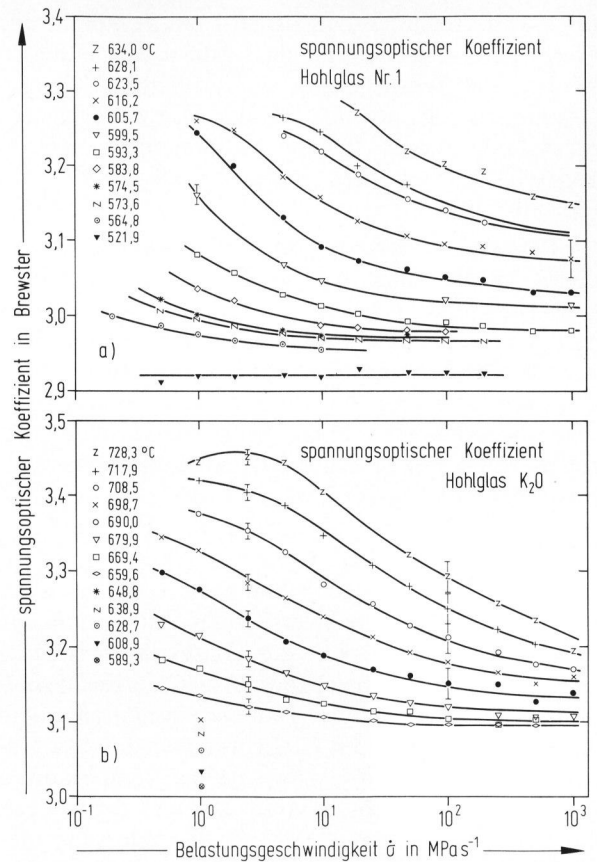 3,4
3,3
3,2
3,1
3,0
2,9
spannungsoptischer Koeffizient
Hohlglas Nr. 1
z 634,0 °C
+ 628,1
○ 623,5
× 616,2
● 605,7
▽ 599,5
□ 593,3
◇ 583,8
✱ 574,5
N 573,6
⊙ 564,8
▼ 521,9
a)
spannungsoptischer Koeffizient in Brewster
3,5
3,4
3,3
3,2
3,1
3,0
spannungsoptischer Koeffizient
Hohlglas K₂O
z 728,3 °C
+ 717,9
○ 708,5
× 698,7
○ 690,0
▽ 679,9
□ 669,4
⬭ 659,6
✱ 648,8
N 638,9
⊙ 628,7
▼ 608,9
⊗ 589,3
b)
10⁻¹ 10⁰ 10¹ 10² 10³
Belastungsgeschwindigkeit σ̇ in MPas⁻¹